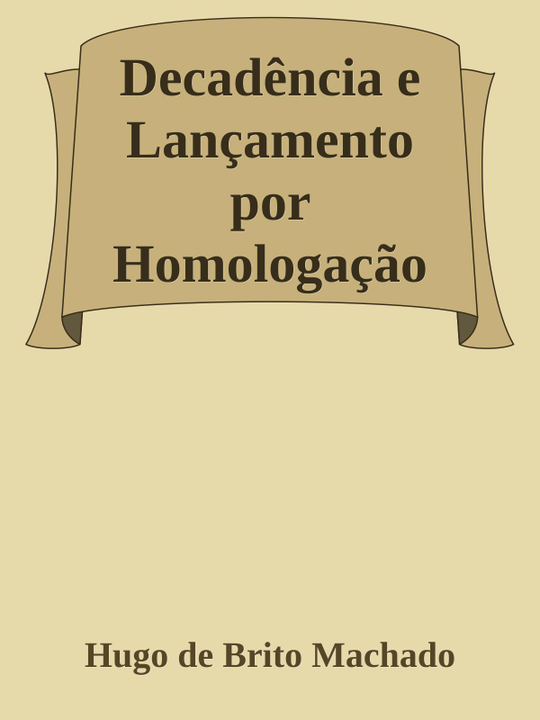 Decadência e
Lançamento
por
Homologação
Hugo de Brito Machado